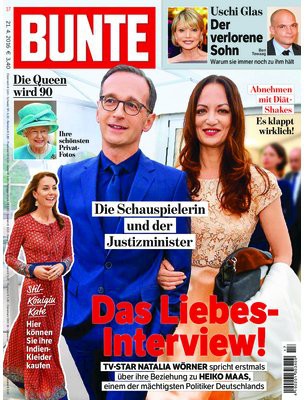 21. 4. 2016 € 3,40
BUNTE
Uschi Glas
Der
verlorene
Sohn
Ben
Tewaag
Warum sie immer noch zu ihm hält
Die Queen
wird 90
Ihre
schönsten
Privat-
Fotos
Abnehmen
mit Diät-
Shakes
Es klappt
wirklich!
Die Schauspielerin
und der
Justizminister
Stil-
Königin
Kate
Hier
können
Sie ihre
Indien-
Kleider
kaufen
Das Liebes-
Interview!
TV-STAR NATALIA WÖRNER spricht erstmals
über ihre Beziehung zu HEIKO MAAS,
einem der mächtigsten Politiker Deutschlands